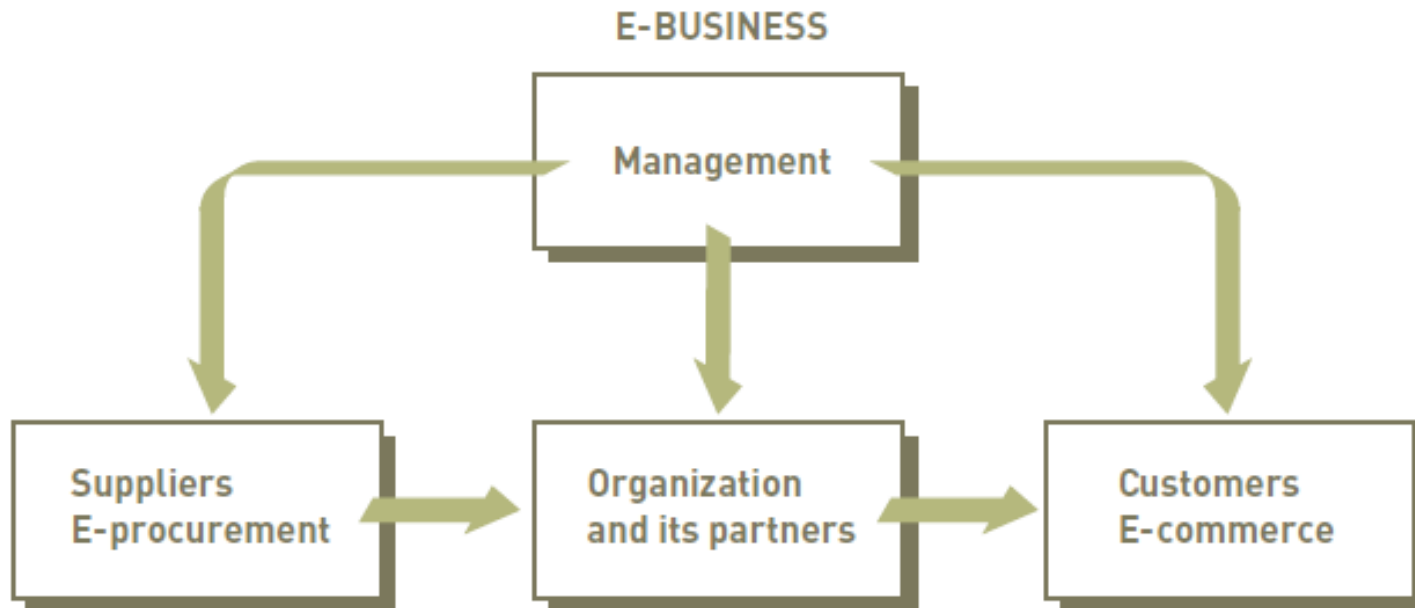 E-BUSINESS
Management
Suppliers
E-procurement
Organization
and its partners
Customers
E-commerce